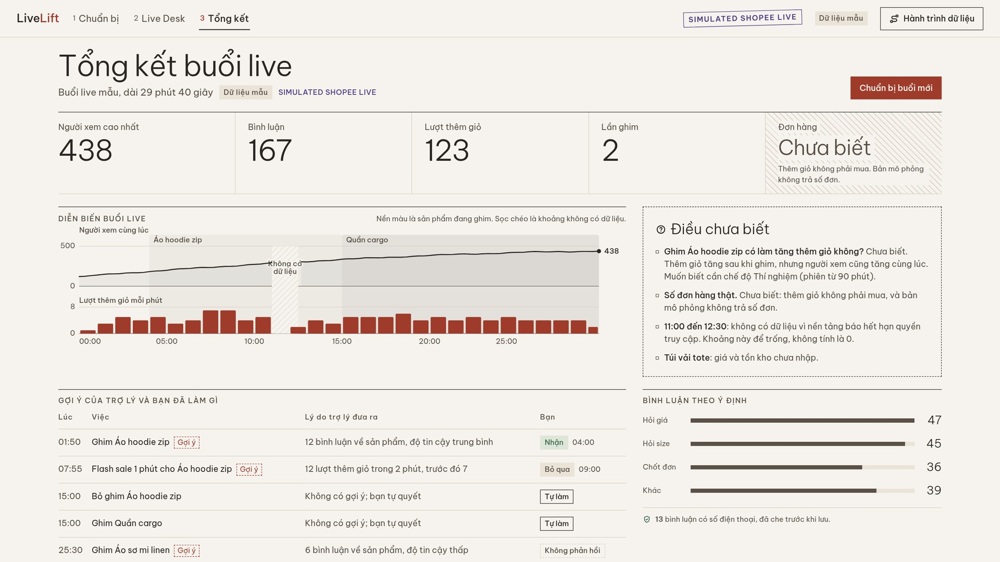 LiveLift
1 Chuẩn bị
2 Live Desk
3 Tổng kết
SIMULATED SHOPEE LIVE
Dữ liệu mẫu
Hành trình dữ liệu
Tổng kết buổi live
Buổi live mẫu, dài 29 phút 40 giây
Dữ liệu mẫu
SIMULATED SHOPEE LIVE
Chuẩn bị buổi mới
Người xem cao nhất
438
Bình luận
167
Lượt thêm giỏ
123
Lần ghim
2
Đơn hàng
Chưa biết
Thêm giỏ không phải mua. Bản mô phỏng
không trả số đơn.
DIỄN BIẾN BUỔI LIVE
Nền màu là sản phẩm đang ghim. Sọc chéo là khoảng không có dữ liệu.
Người xem cùng lúc
Áo hoodie zip
Quần cargo
500
438
Không có
dữ liệu
0
Lượt thêm giỏ mỗi phút
8
0
00:00 05:00 10:00 15:00 20:00 25:00
Điều chưa biết
Ghim Áo hoodie zip có làm tăng thêm giỏ không? Chưa biết.
Thêm giỏ tăng sau khi ghim, nhưng người xem cũng tăng cùng lúc.
Muốn biết cần chế độ Thí nghiệm (phiên từ 90 phút).
Số đơn hàng thật. Chưa biết: thêm giỏ không phải mua, và bản
mô phỏng không trả số đơn.
11:00 đến 12:30: không có dữ liệu vì nền tảng báo hết hạn quyền
truy cập. Khoảng này để trống, không tính là 0.
Túi vải tote: giá và tồn kho chưa nhập.
GỢI Ý CỦA TRỢ LÝ VÀ BẠN ĐÃ LÀM GÌ
Lúc Việc Lý do trợ lý đưa ra Bạn
01:50 Ghim Áo hoodie zip Gợi ý 12 bình luận về sản phẩm, độ tin cậy trung bình Nhận 04:00
07:55 Flash sale 1 phút cho Áo hoodie zip Gợi ý 12 lượt thêm giỏ trong 2 phút, trước đó 7 Bỏ qua 09:00
15:00 Bỏ ghim Áo hoodie zip Không có gợi ý; bạn tự quyết Tự làm
15:00 Ghim Quần cargo Không có gợi ý; bạn tự quyết Tự làm
25:30 Ghim Áo sơ mi linen Gợi ý 6 bình luận về sản phẩm, độ tin cậy thấp Không phản hồi
BÌNH LUẬN THEO Ý ĐỊNH
Hỏi giá 47
Hỏi size 45
Chốt đơn 36
Khác 39
13 bình luận có số điện thoại, đã che trước khi lưu.